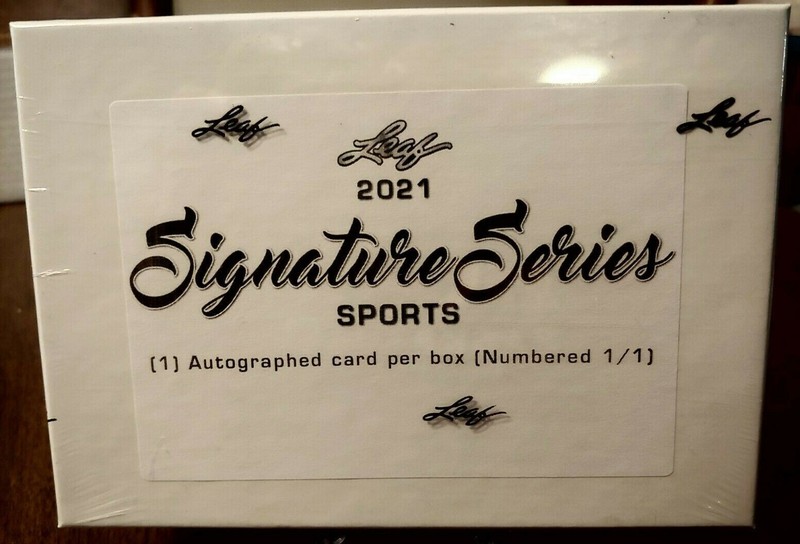 Leaf
Leaf
Leaf
2021
Signature Series
SPORTS
(1) Autographed card per box (Numbered 1/1)
Leaf